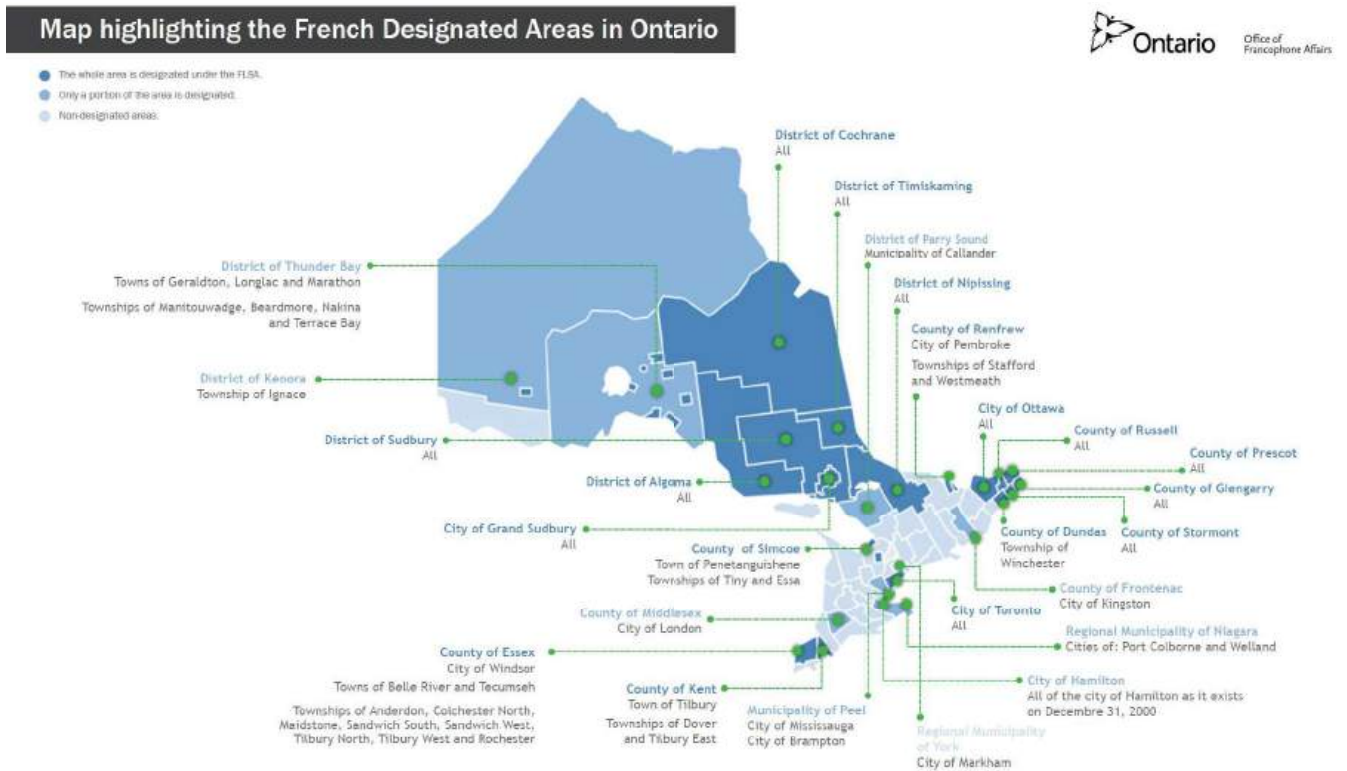 Map highlighting the French Designated Areas in Ontario
Ontario
Office of
Francophone Affairs
The whole area is designated under the FLSA.
Only a portion of the area is designated.
Non-designated areas.
District of Cochrane
All
District of Timiskaming
All
District of Parry Sound
Municipality of Callander
District of Nipissing
All
County of Renfrew
City of Pembroke
Townships of Stafford
and Westmeath
City of Ottawa
All
County of Russell
All
County of Prescot
All
County of Glengarry
All
County of Stormont
All
County of Dundas
Township of
Winchester
County of Frontenac
City of Kingston
Regional Municipality of Niagara
Cities of: Port Colborne and Welland
City of Hamilton
All of the city of Hamilton as it exists
on Decembre 31, 2000
City of Toronto
All
Regional Municipality
of York
City of Markham
Municipality of Peel
City of Mississauga
City of Brampton
District of Thunder Bay
Towns of Geraldton, Longlac and Marathon
Townships of Manitouwadge, Beardmore, Nakina
and Terrace Bay
District of Kenora
Township of Ignace
District of Sudbury
All
District of Algoma
All
City of Grand Sudbury
All
County of Simcoe
Town of Penetanguishene
Townships of Tiny and Essa
County of Middlesex
City of London
County of Essex
City of Windsor
Towns of Belle River and Tecumseh
Townships of Anderdon, Colchester North,
Maidstone, Sandwich South, Sandwich West,
Tilbury North, Tilbury West and Rochester
County of Kent
Town of Tilbury
Townships of Dover
and Tilbury East